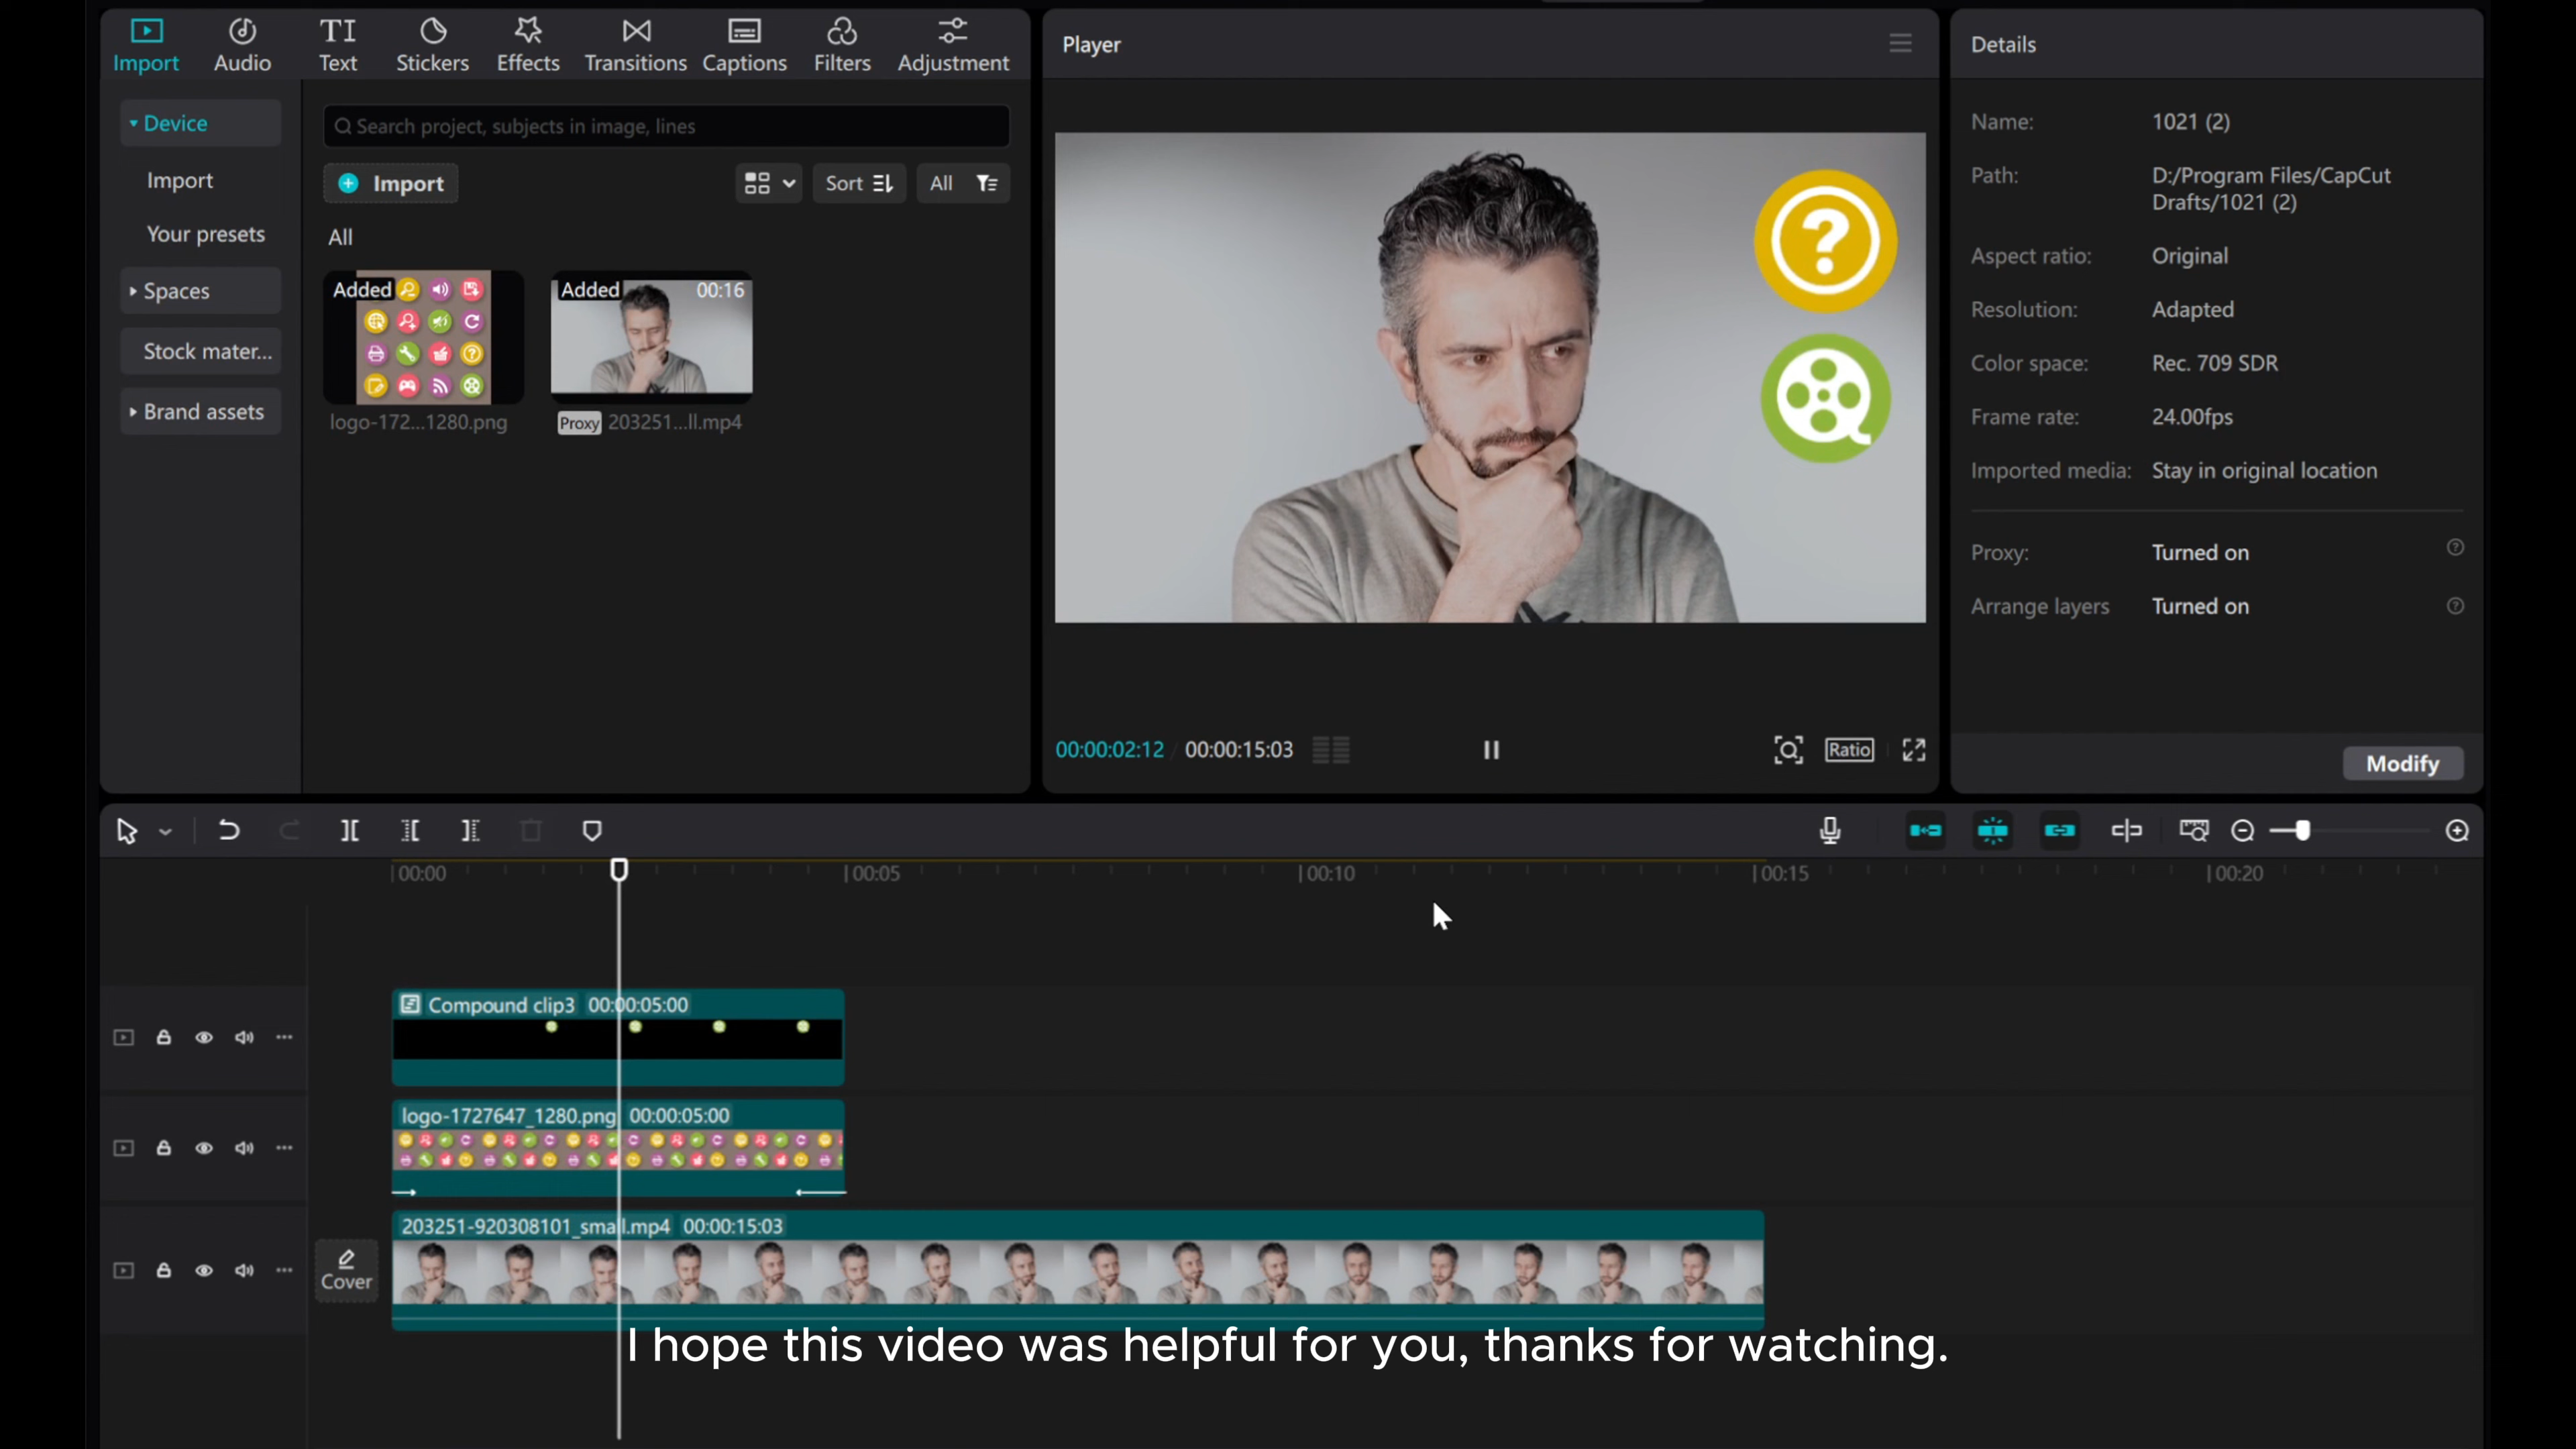 Import
Audio
TI
Text
Stickers
Effects
Transitions
Captions
Filters
Adjustment
Device
Import
Your presets
Spaces
Stock mater...
Brand assets
Search project, subjects in image, lines
Import
Sort
All
All
Added
logo-172...1280.png
Added 00:16
Proxy 203251...ll.mp4
Player
00:00:02:12 / 00:00:15:03
Ratio
Details
Name: 1021 (2)
Path: D:/Program Files/CapCut
Drafts/1021 (2)
Aspect ratio: Original
Resolution: Adapted
Color space: Rec. 709 SDR
Frame rate: 24.00fps
Imported media: Stay in original location
Proxy: Turned on
Arrange layers Turned on
Modify
00:00 00:05 00:10 00:15 00:20
Compound clip3 00:00:05:00
logo-1727647_1280.png 00:00:05:00
Cover
203251-920308101_small.mp4 00:00:15:03
I hope this video was helpful for you, thanks for watching.